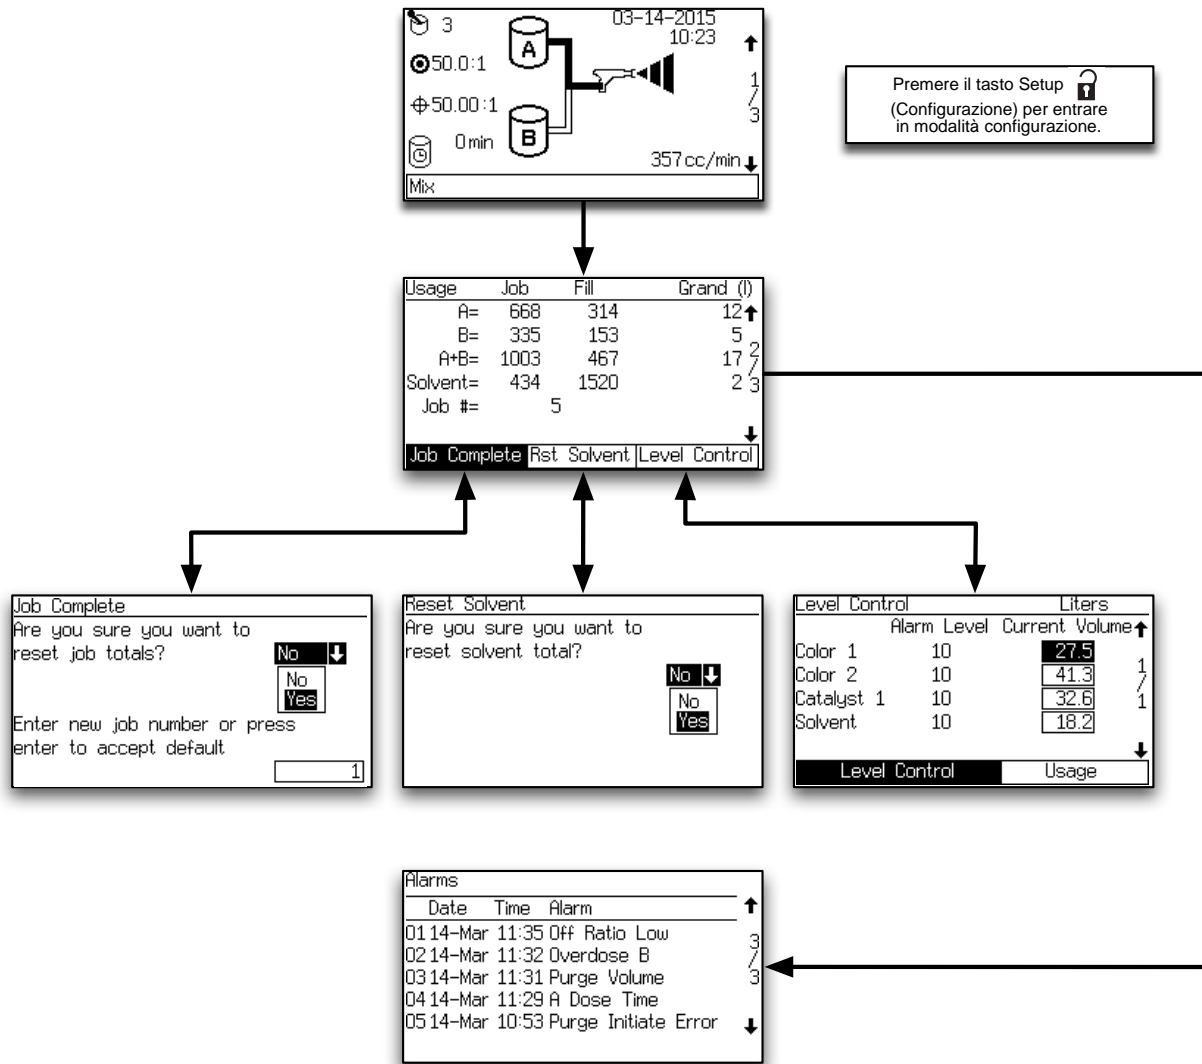 3
03-14-2015
10:23
A
50.0:1
1
/
3
50.00:1
0min
B
357cc/min
Mix
Premere il tasto Setup
(Configurazione) per entrare
in modalità configurazione.
Usage Job Fill Grand (l)
A= 668 314 12
B= 335 153 5
A+B= 1003 467 17
Solvent= 434 1520 2
Job #= 5
2
/
3
Job Complete Rst Solvent Level Control
Job Complete
Are you sure you want to
reset job totals? No
No
Yes
Enter new job number or press
enter to accept default
1
Reset Solvent
Are you sure you want to
reset solvent total?
No
No
Yes
Level Control Liters
Alarm Level Current Volume
Color 1 10 27.5
Color 2 10 41.3
Catalyst 1 10 32.6
Solvent 10 18.2
1
/
1
Level Control Usage
Alarms
Date Time Alarm
01 14-Mar 11:35 Off Ratio Low
02 14-Mar 11:32 Overdose B
03 14-Mar 11:31 Purge Volume
04 14-Mar 11:29 A Dose Time
05 14-Mar 10:53 Purge Initiate Error
3
/
3